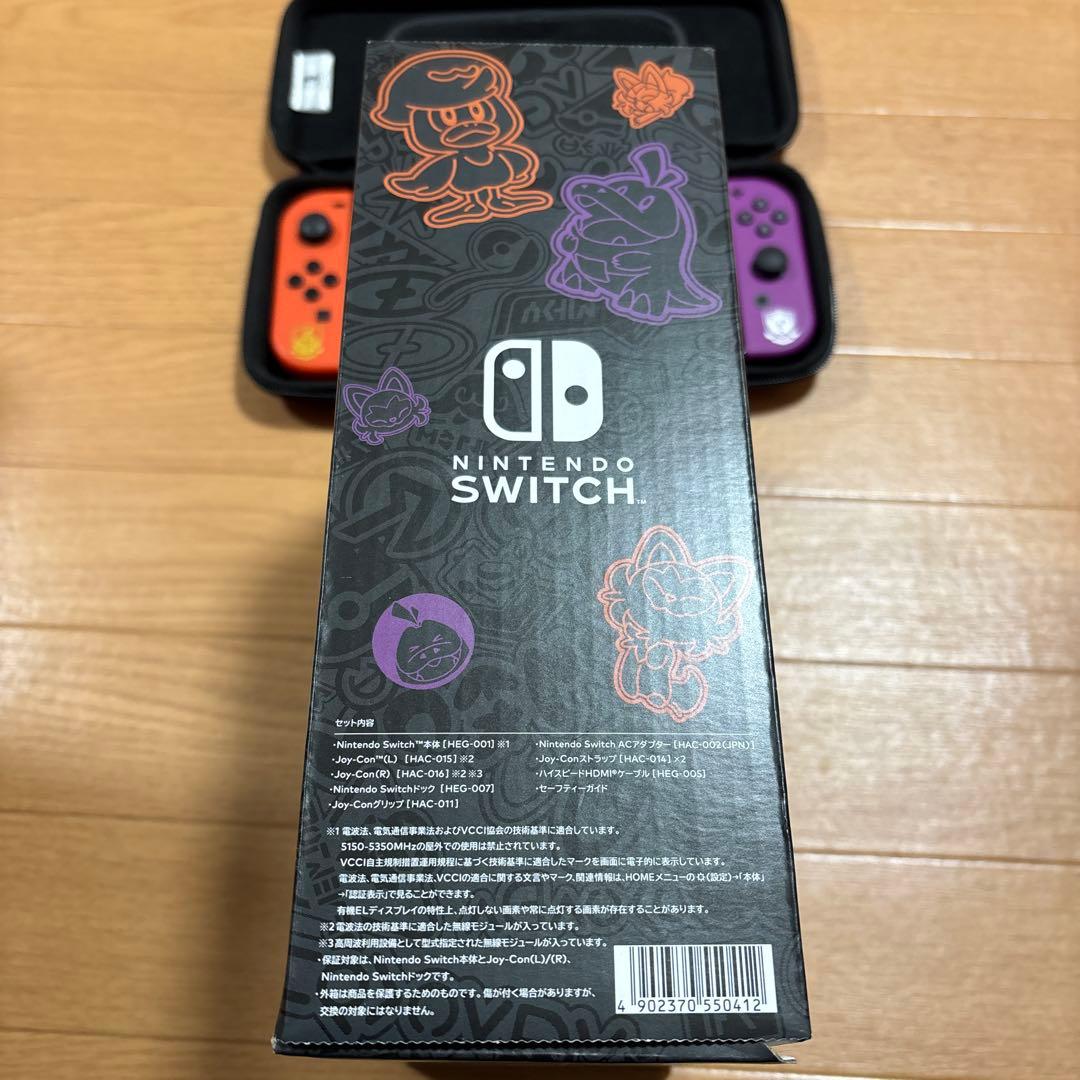 NINTENDO
SWITCH™
セット内容
・Nintendo Switch™本体 [HEG-001] ※1
・Joy-Con™(L) [HAC-015] ※2
・Joy-Con(R) [HAC-016] ※2 ※3
・Nintendo Switchドック [HEG-007]
・Joy-Conグリップ [HAC-011]
・Nintendo Switch ACアダプター [HAC-002(JPN)]
・Joy-Conストラップ [HAC-014] ×2
・ハイスピードHDMI®ケーブル [HEG-005]
・セーフティーガイド
※1 電波法、電気通信事業法およびVCCI協会の技術基準に適合しています。
5150-5350MHzの屋外での使用は禁止されています。
VCCI自主規制措置運用規程に基づく技術基準に適合したマークを画面に電子的に表示しています。
電波法、電気通信事業法、VCCIの適合に関する文言やマーク、関連情報は、HOMEメニューの(設定)→「本体」
→「認証表示」で見ることができます。
有機ELディスプレイの特性上、点灯しない画素や常に点灯する画素が存在することがあります。
※2 電波法の技術基準に適合した無線モジュールが入っています。
※3 高周波利用設備として型式指定された無線モジュールが入っています。
・保証対象は、Nintendo Switch本体とJoy-Con(L)/(R)、
Nintendo Switchドックです。
・外箱は商品を保護するためのものです。傷が付く場合がありますが、
交換の対象にはなりません。
4 902370 550412